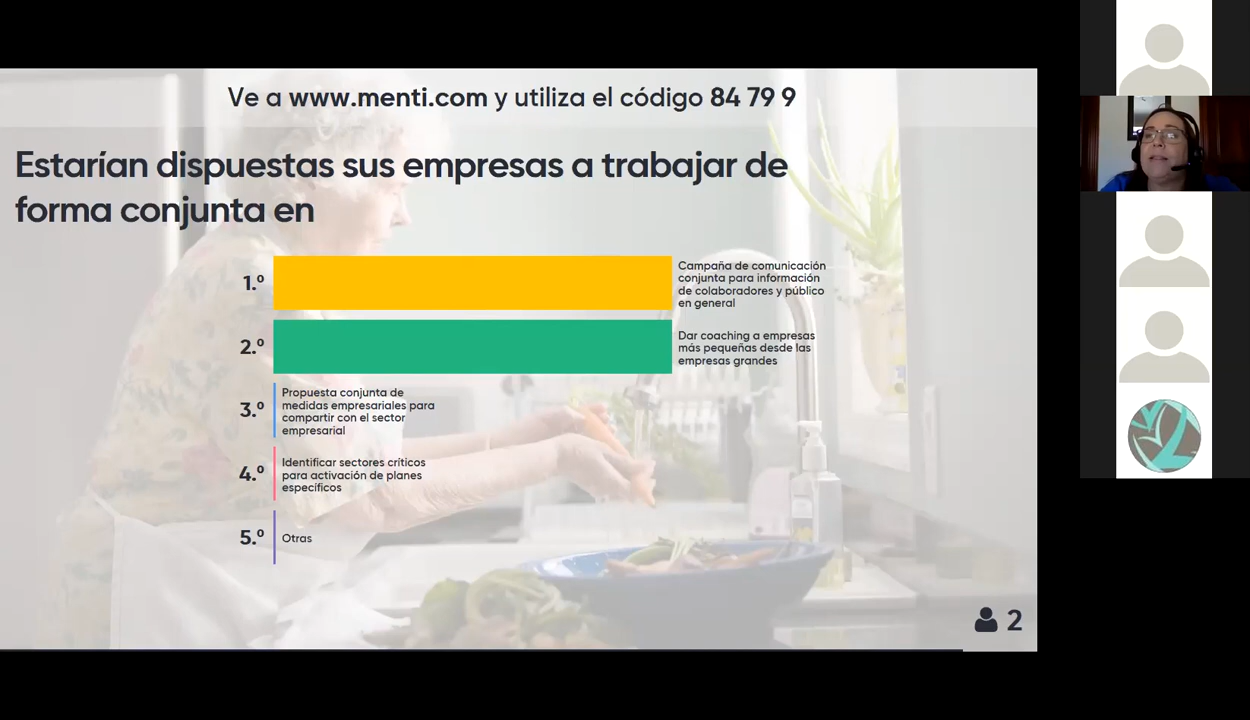 Ve a www.menti.com y utiliza el código 84 79 9
Estarían dispuestas sus empresas a trabajar de
forma conjunta en
1.º
Campaña de comunicación
conjunta para información
de colaboradores y público
en general
2.º
Dar coaching a empresas
más pequeñas desde las
empresas grandes
3.º
Propuesta conjunta de
medidas empresariales para
compartir con el sector
empresarial
4.º
Identificar sectores críticos
para activación de planes
específicos
5.º
Otras
2